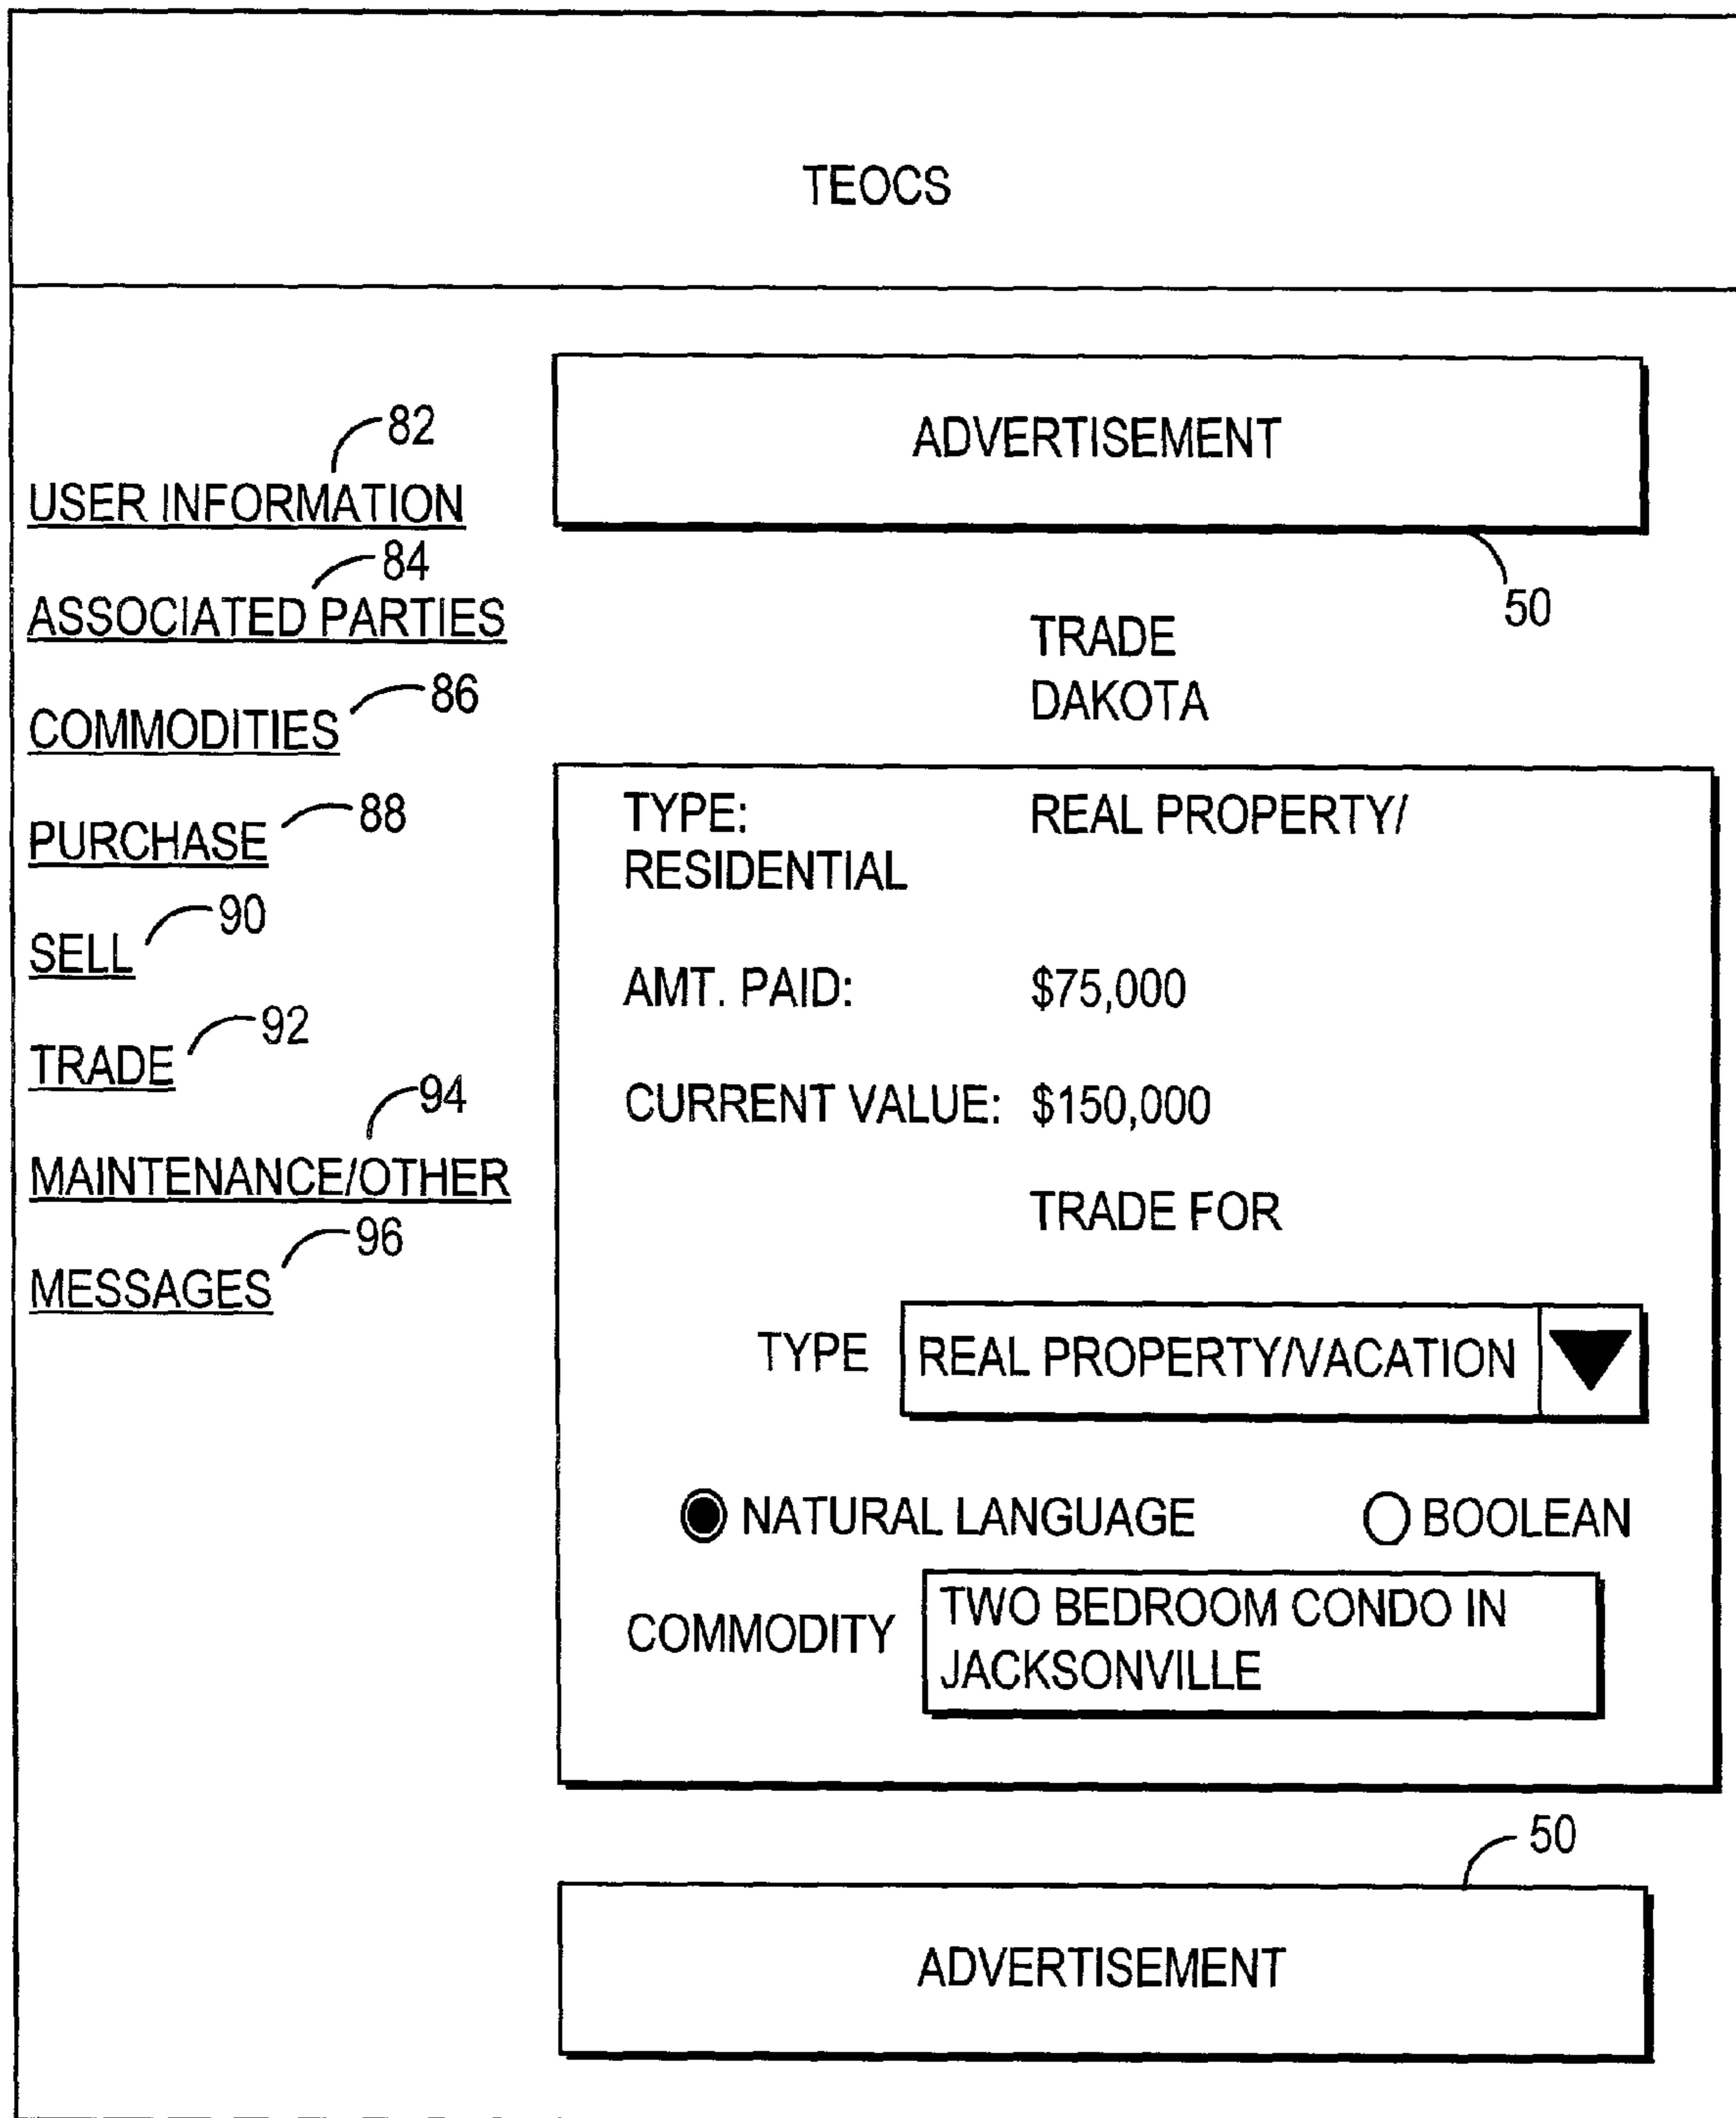 TEOCS
82
USER INFORMATION
84
ASSOCIATED PARTIES
86
COMMODITIES
88
PURCHASE
90
SELL
92
TRADE
94
MAINTENANCE/OTHER
96
MESSAGES
ADVERTISEMENT
50
TRADE
DAKOTA
TYPE: REAL PROPERTY/
RESIDENTIAL
AMT. PAID: $75,000
CURRENT VALUE: $150,000
TRADE FOR
TYPE REAL PROPERTY/VACATION
NATURAL LANGUAGE BOOLEAN
COMMODITY TWO BEDROOM CONDO IN
JACKSONVILLE
50
ADVERTISEMENT